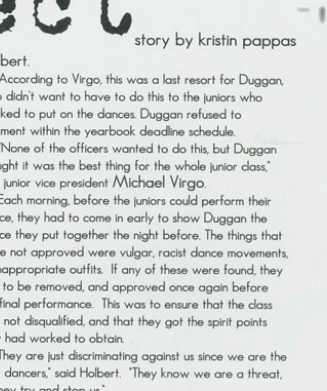 story by kristin pappas
bert.
According to Virgo, this was a last resort for Duggan,
didn't want to have to do this to the juniors who
ked to put on the dances. Duggan refused to
ment within the yearbook deadline schedule.
"None of the officers wanted to do this, but Duggan
ght it was the best thing for the whole junior class,"
junior vice president Michael Virgo.
Each morning, before the juniors could perform their
ce, they had to come in early to show Duggan the
ce they put together the night before. The things that
e not approved were vulgar, racist dance movements,
nappropriate outfits. If any of these were found, they
to be removed, and approved once again before
final performance. This was to ensure that the class
not disqualified, and that they got the spirit points
had worked to obtain.
They are just discriminating against us since we are the
dancers," said Holbert. "They know we are a threat,
hey try and stop us."